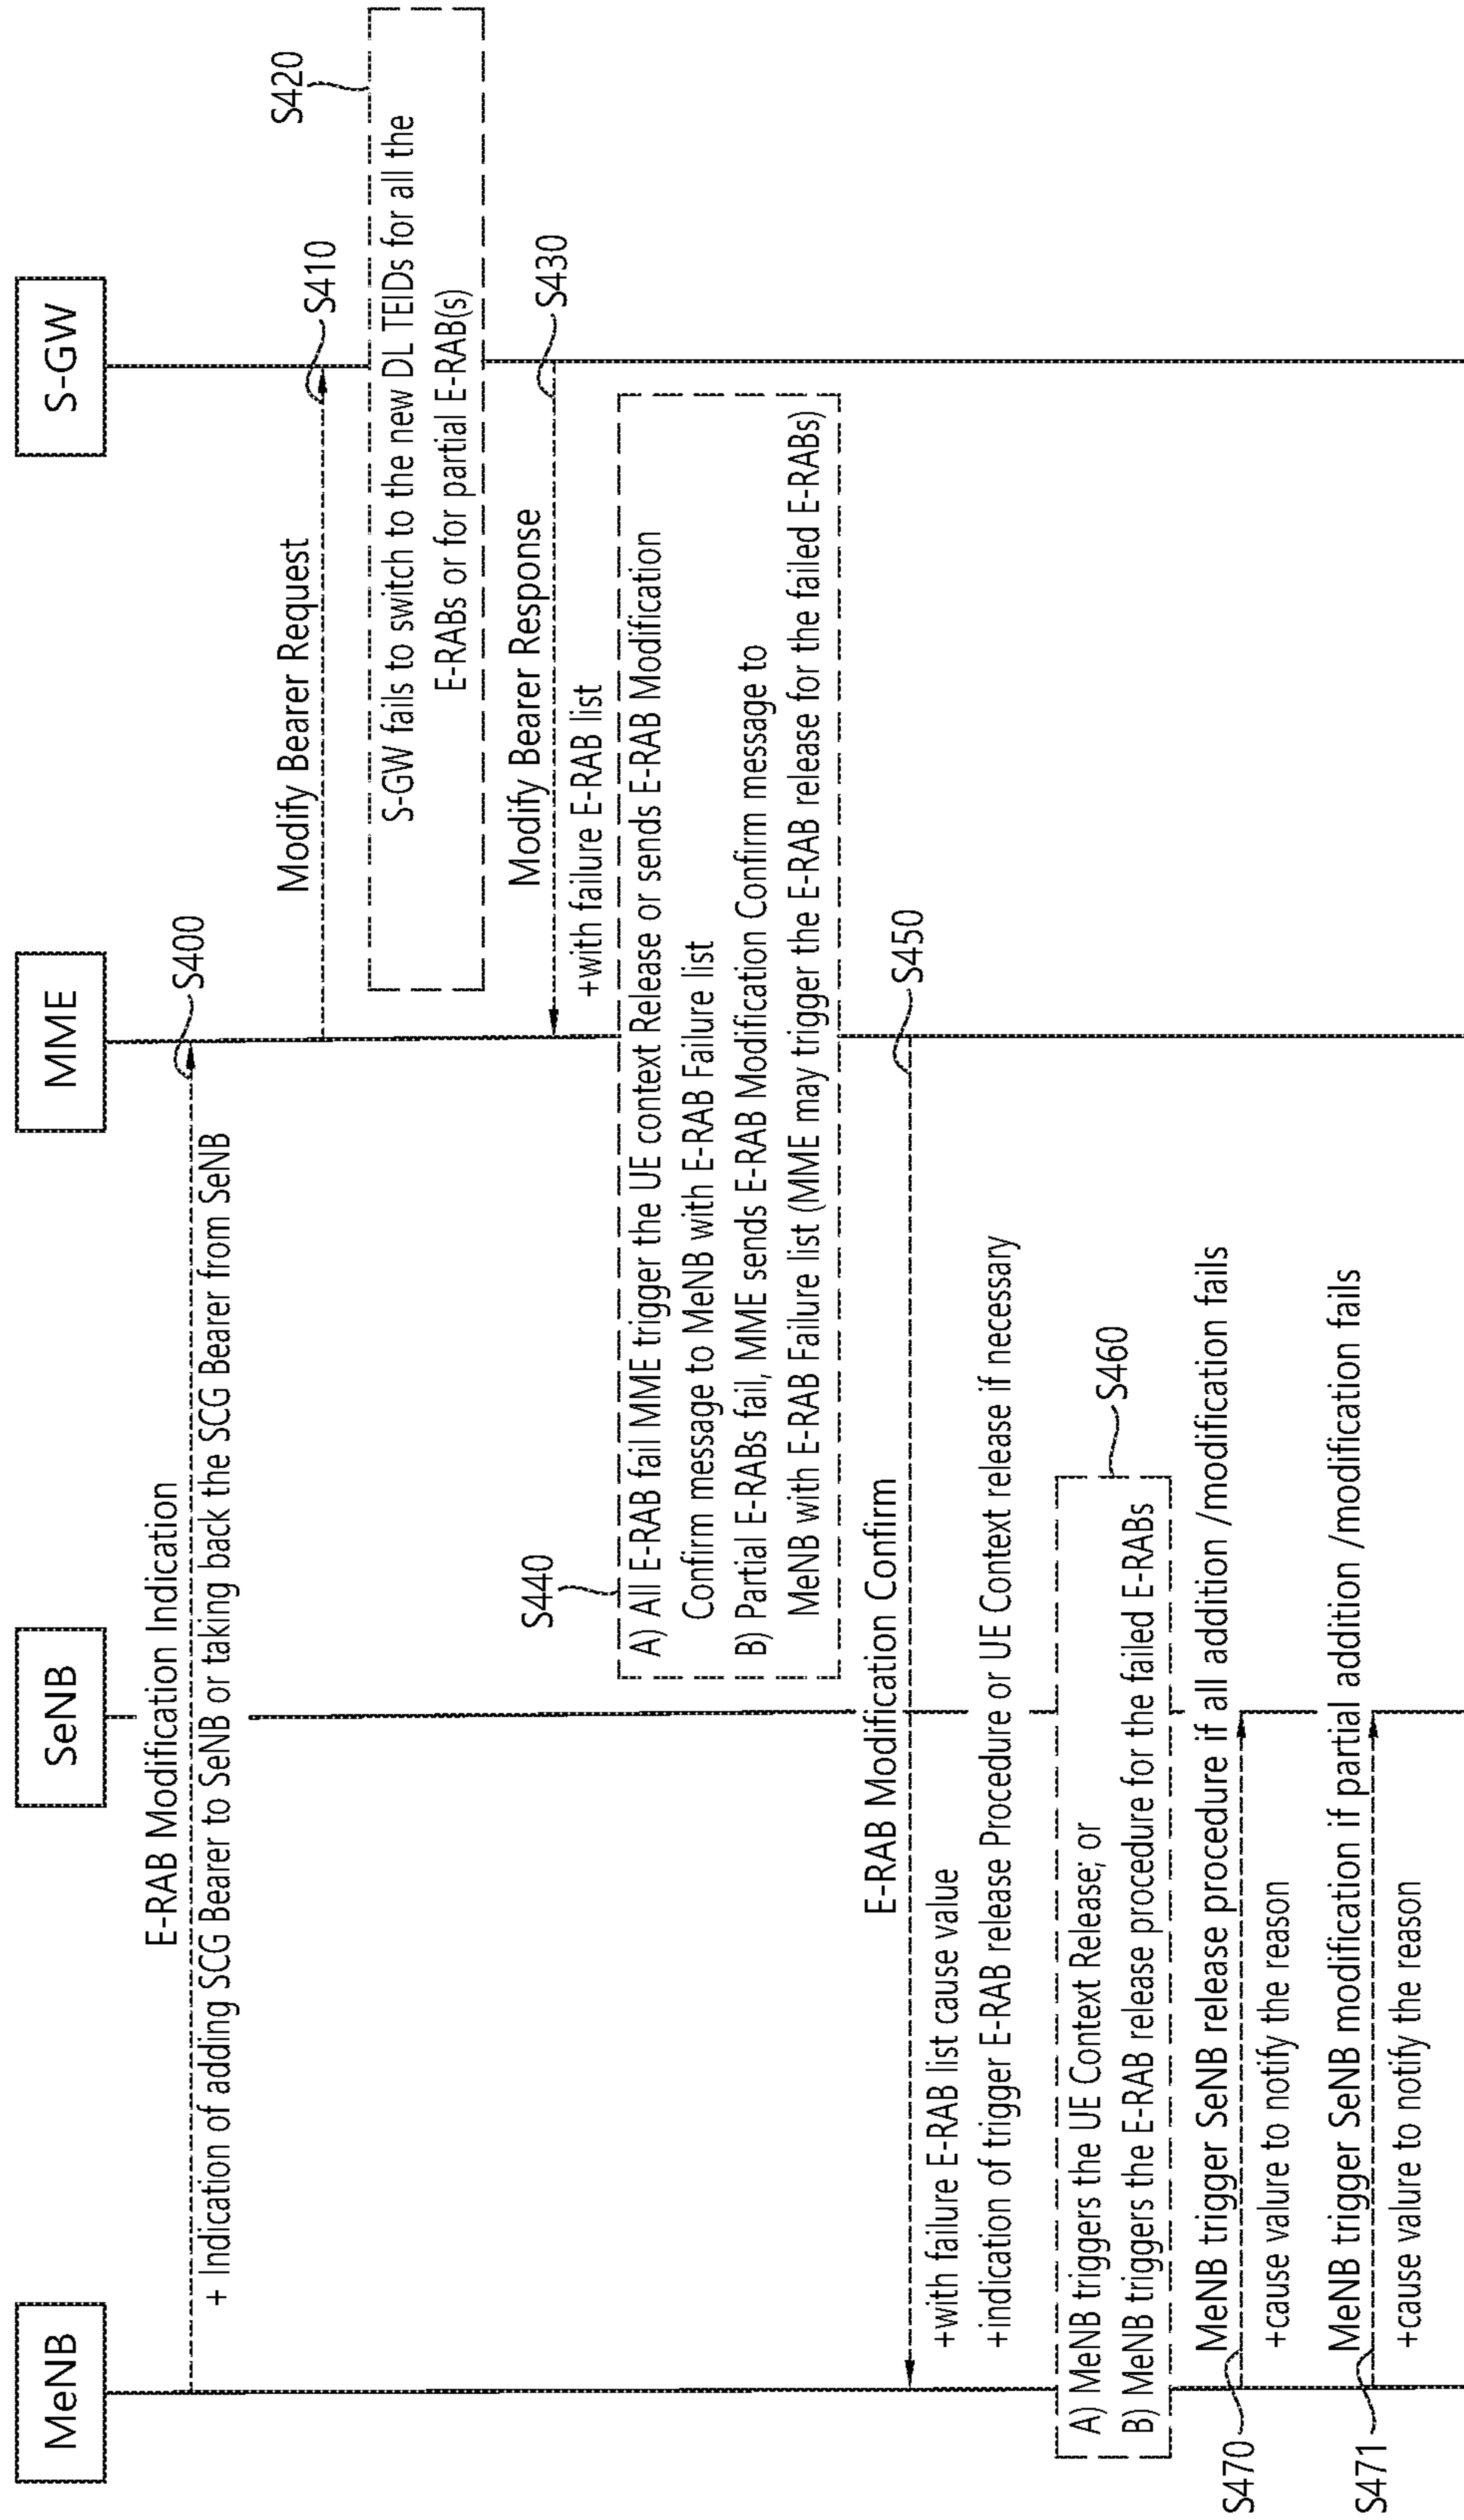 MeNB
SeNB
MME
S-GW
E-RAB Modification Indication
S400
+ Indication of adding SCG Bearer to SeNB or taking back the SCG Bearer from SeNB
Modify Bearer Request
S410
S420
S-GW fails to switch to the new DL TEIDs for all the
E-RABs or for partial E-RAB(s)
Modify Bearer Response
S430
+with failure E-RAB list
S440
A) All E-RAB fail MME trigger the UE context Release or sends E-RAB Modification
Confirm message to MeNB with E-RAB Failure list
B) Partial E-RABs fail, MME sends E-RAB Modification Confirm message to
MeNB with E-RAB Failure list (MME may trigger the E-RAB release for the failed E-RABs)
E-RAB Modification Confirm
S450
+with failure E-RAB list cause value
+indication of trigger E-RAB release Procedure or UE Context release if necessary
S460
A) MeNB triggers the UE Context Release; or
B) MeNB triggers the E-RAB release procedure for the failed E-RABs
S470
MeNB trigger SeNB release procedure if all addition /modification fails
+cause valure to notify the reason
S471
MeNB trigger SeNB modification if partial addition /modification fails
+cause valure to notify the reason